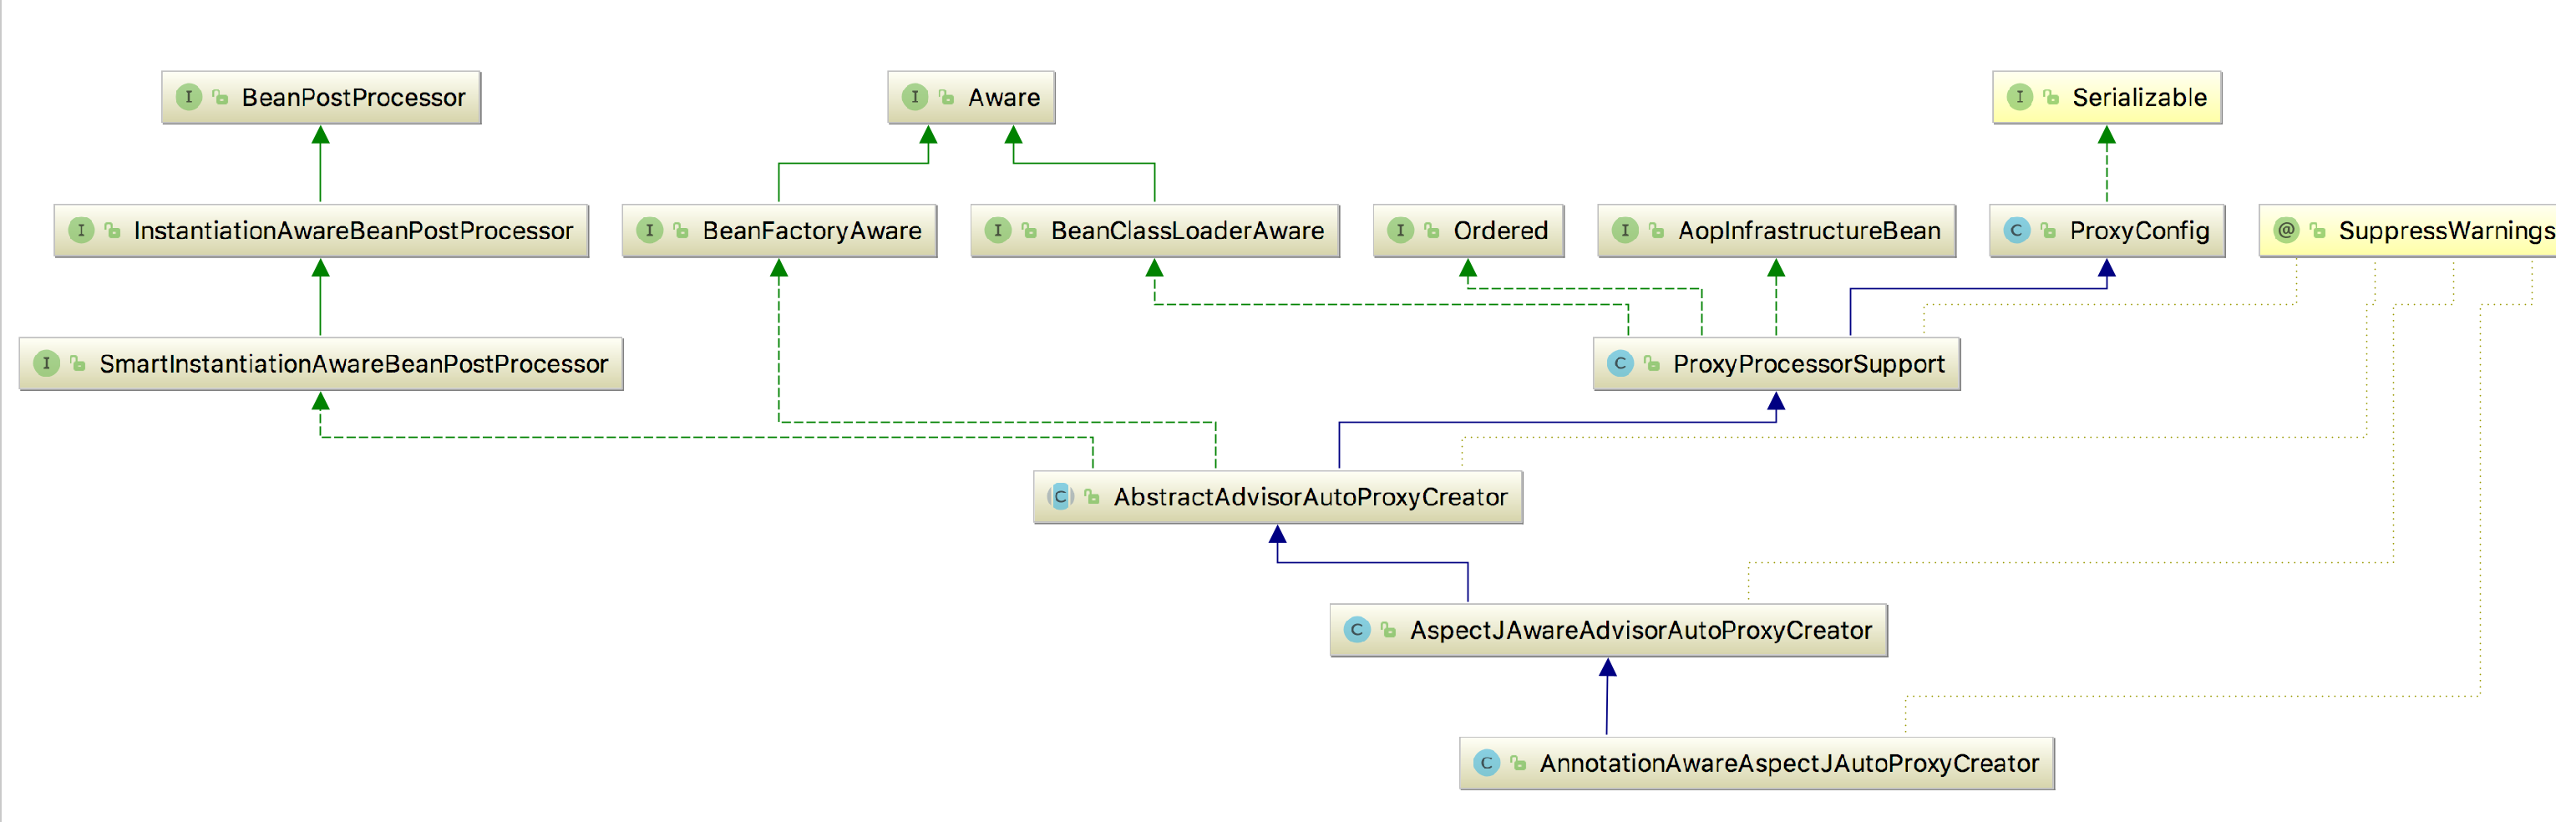 I BeanPostProcessor
I Aware
I Serializable
I InstantiationAwareBeanPostProcessor
I BeanFactoryAware
I BeanClassLoaderAware
I Ordered
I AopInfrastructureBean
C ProxyConfig
@ SuppressWarnings
I SmartInstantiationAwareBeanPostProcessor
C ProxyProcessorSupport
C AbstractAdvisorAutoProxyCreator
C AspectJAwareAdvisorAutoProxyCreator
C AnnotationAwareAspectJAutoProxyCreator